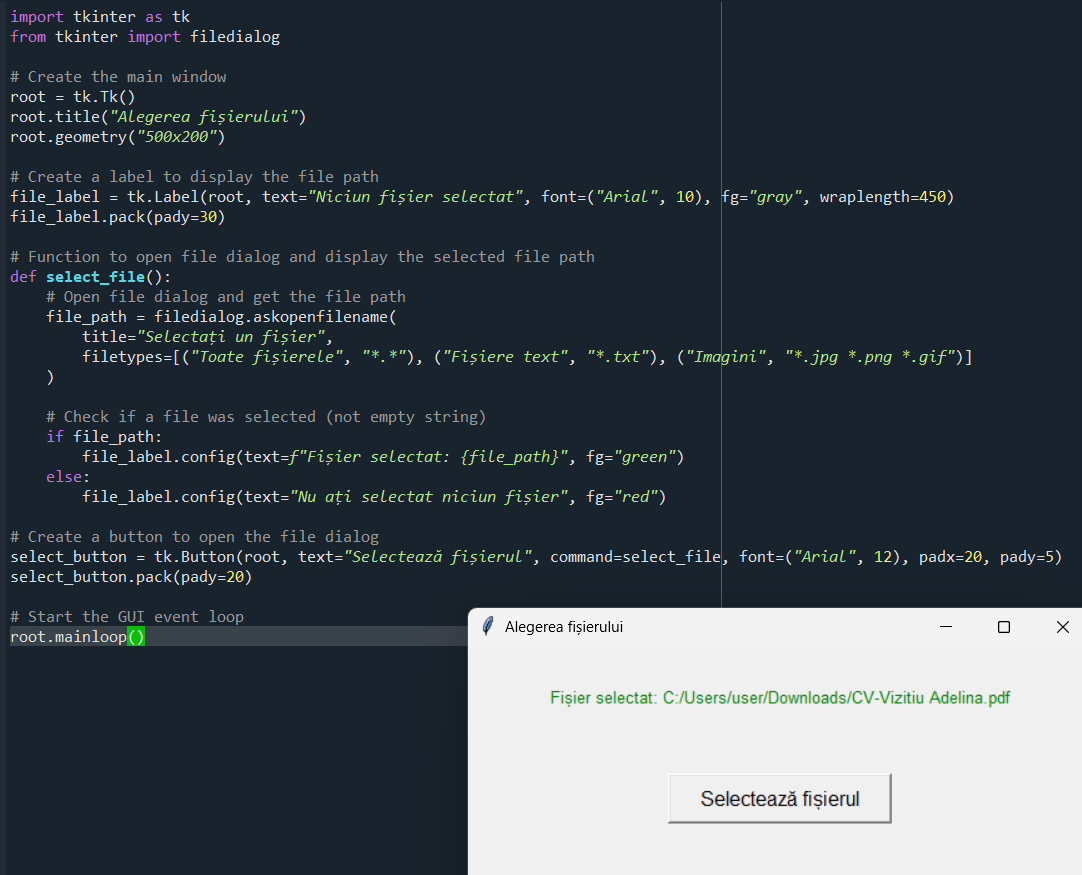 import tkinter as tk
from tkinter import filedialog
# Create the main window
root = tk.Tk()
root.title("Alegerea fișierului")
root.geometry("500x200")
# Create a label to display the file path
file_label = tk.Label(root, text="Niciun fișier selectat", font=("Arial", 10), fg="gray", wraplength=450)
file_label.pack(pady=30)
# Function to open file dialog and display the selected file path
def select_file():
    # Open file dialog and get the file path
    file_path = filedialog.askopenfilename(
        title="Selectați un fișier",
        filetypes=[("Toate fișierele", "*.*"), ("Fișiere text", "*.txt"), ("Imagini", "*.jpg *.png *.gif")]
    )
    # Check if a file was selected (not empty string)
    if file_path:
        file_label.config(text=f"Fișier selectat: {file_path}", fg="green")
    else:
        file_label.config(text="Nu ați selectat niciun fișier", fg="red")
# Create a button to open the file dialog
select_button = tk.Button(root, text="Selectează fișierul", command=select_file, font=("Arial", 12), padx=20, pady=5)
select_button.pack(pady=20)
# Start the GUI event loop
root.mainloop()
Alegerea fișierului
Fișier selectat: C:/Users/user/Downloads/CV-Vizitiu Adelina.pdf
Selectează fișierul